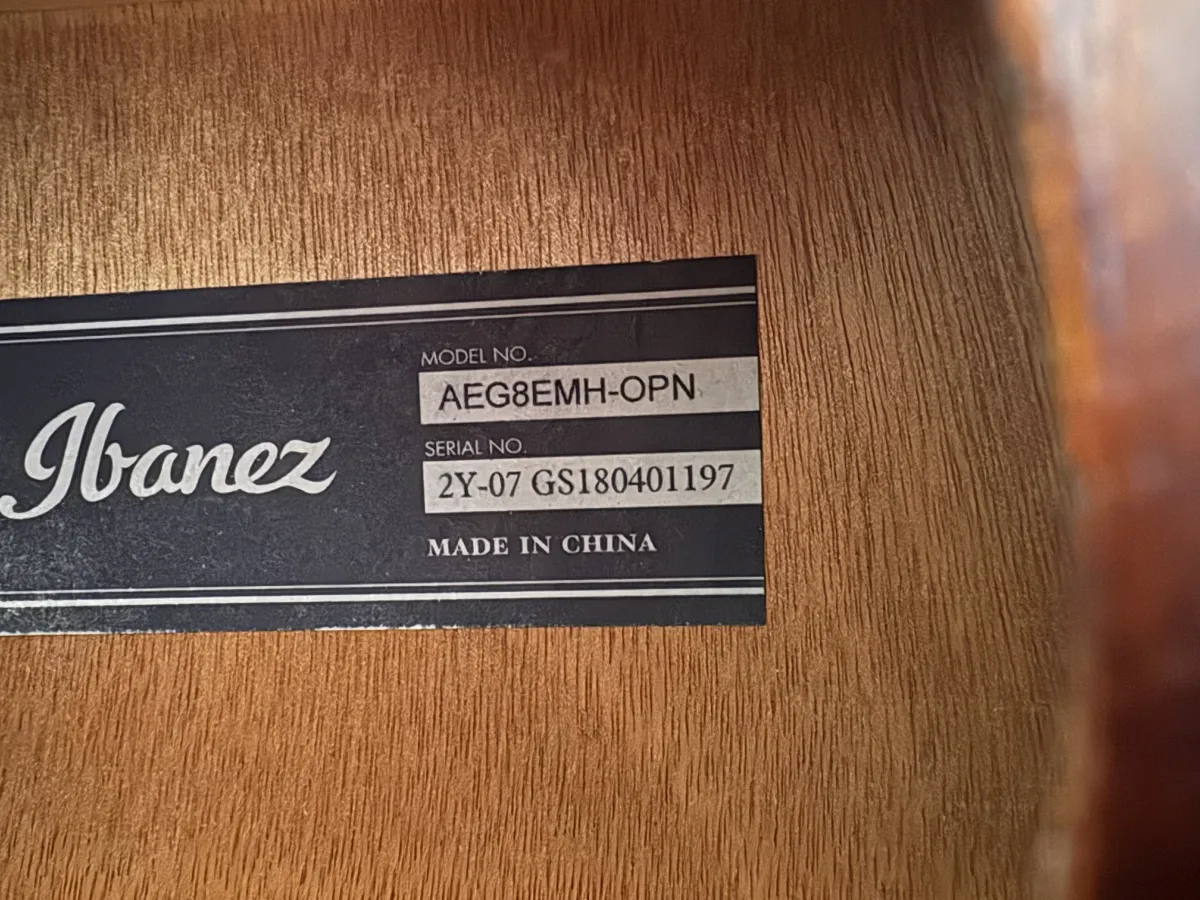 Ibanez
MODEL NO.
AEG8EMH-OPN
SERIAL NO.
2Y-07 GS180401197
MADE IN CHINA